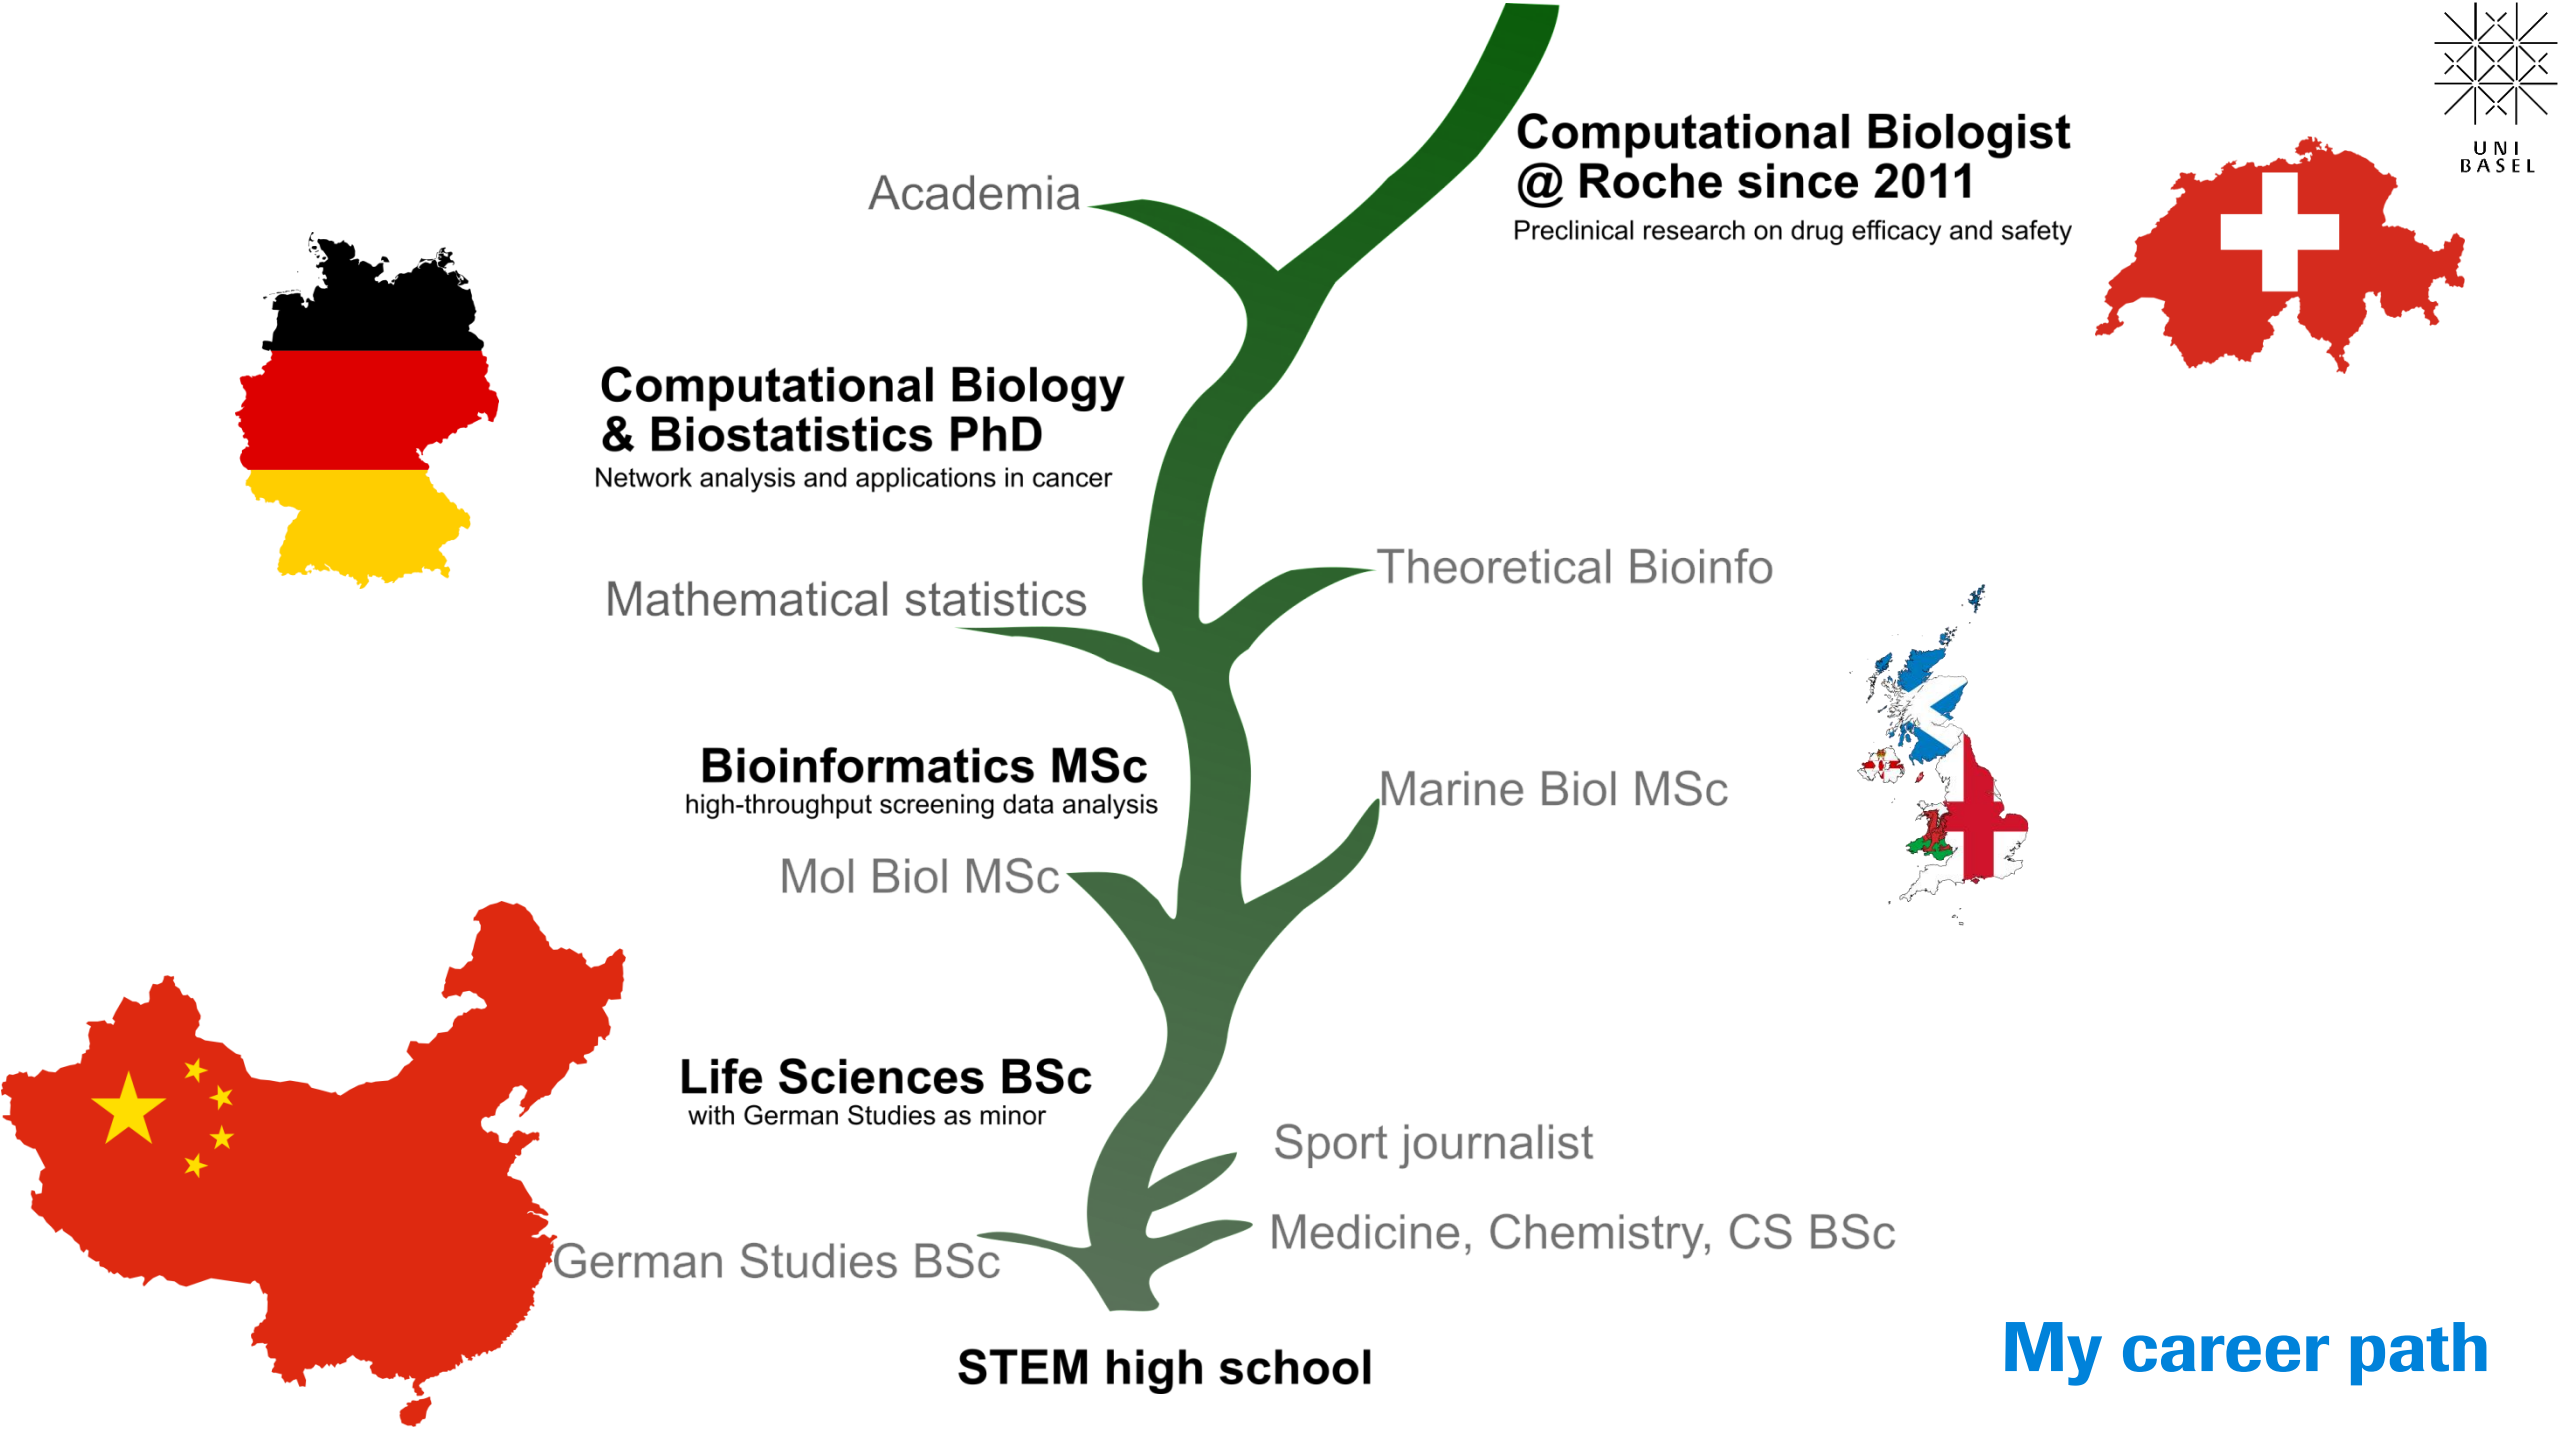 UNI
BASEL
Computational Biologist
@ Roche since 2011
Preclinical research on drug efficacy and safety
Academia
Computational Biology
& Biostatistics PhD
Network analysis and applications in cancer
Theoretical Bioinfo
Mathematical statistics
Bioinformatics MSc
high-throughput screening data analysis
Marine Biol MSc
Mol Biol MSc
Life Sciences BSc
with German Studies as minor
Sport journalist
Medicine, Chemistry, CS BSc
German Studies BSc
STEM high school
My career path